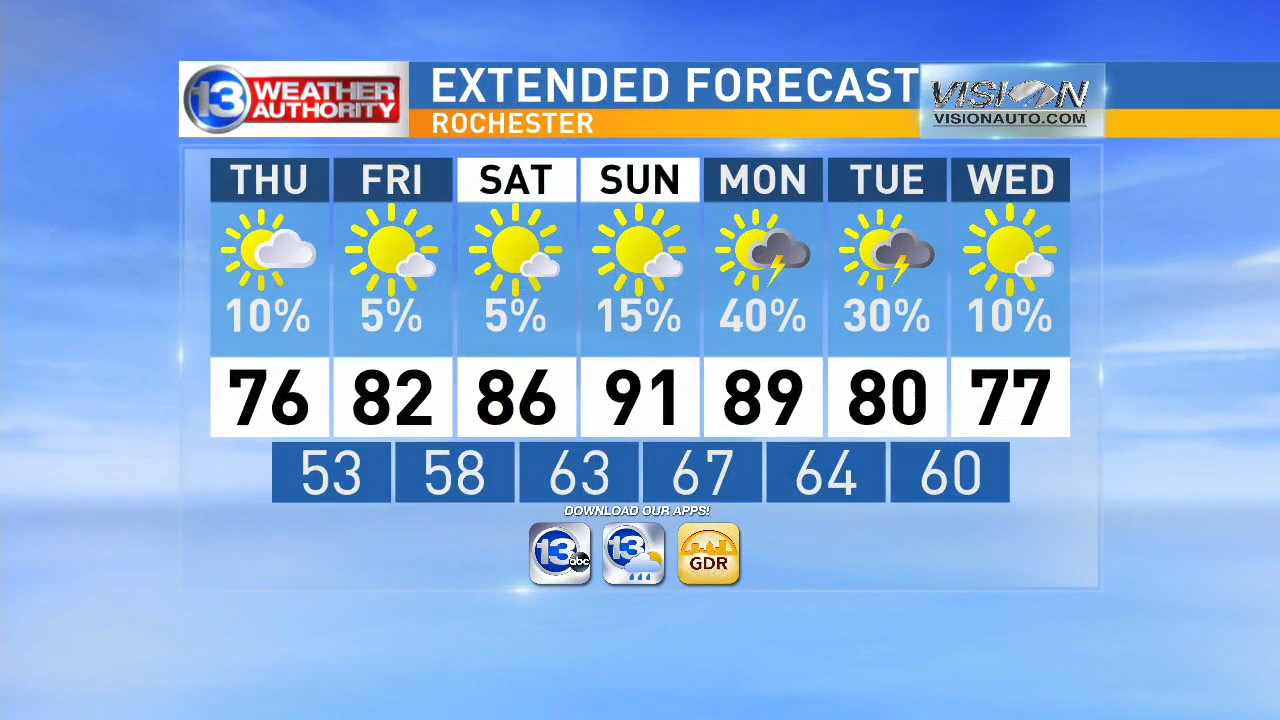 13 WEATHER AUTHORITY
EXTENDED FORECAST
ROCHESTER
VISION
VISIONAUTO.COM
THU FRI SAT SUN MON TUE WED
10% 5% 5% 15% 40% 30% 10%
76 82 86 91 89 80 77
53 58 63 67 64 60
DOWNLOAD OUR APPS!
13 abc 13 GDR